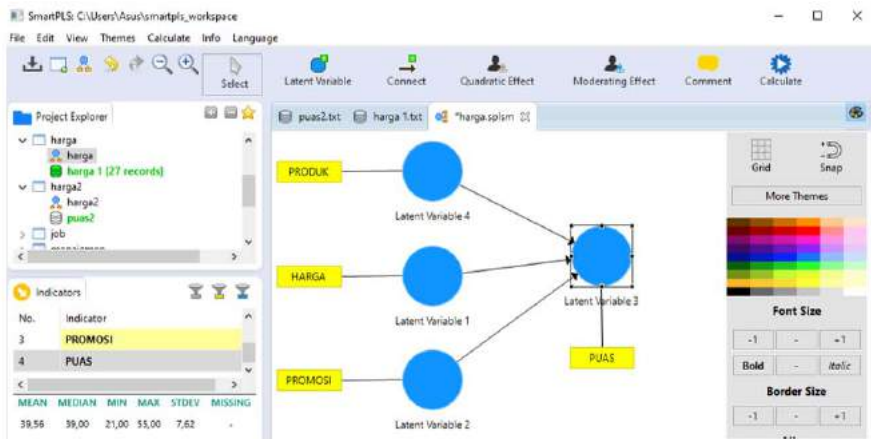 SmartPLS: C:\Users\Asus\smartpls_workspace
File Edit View Themes Calculate Info Language
Select
Latent Variable
Connect
Quadratic Effect
Moderating Effect
Comment
Calculate
Project Explorer
harga
harga
harga 1 [27 records]
harga2
harga2
puas2
job
Indicators
No. Indicator
3 PROMOSI
4 PUAS
MEAN MEDIAN MIN MAX STDEV MISSING
39,56 39,00 21,00 55,00 7,62 -
puas2.txt harga 1.txt *harga.splsm
PRODUK
Latent Variable 4
HARGA
Latent Variable 1
PROMOSI
Latent Variable 2
Latent Variable 3
PUAS
Grid Snap
More Themes
Font Size
-1 - +1
Bold - Italic
Border Size
-1 - +1